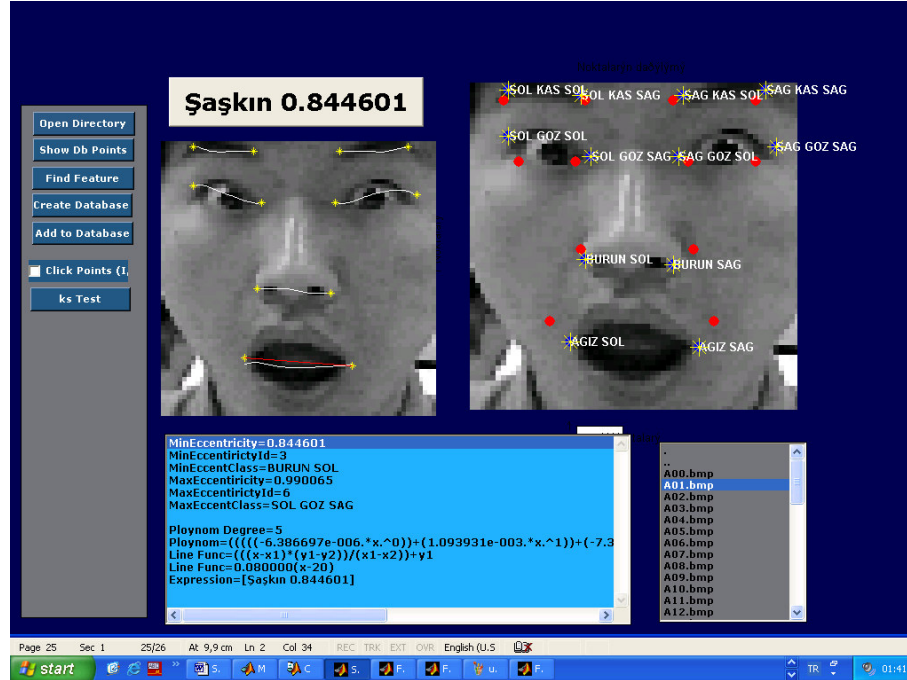 Şaşkın 0.844601
Open Directory
Show Db Points
Find Feature
Create Database
Add to Database
Click Points (I,
ks Test
SOL KAS SOL
SOL KAS SAG
SAG KAS SOL
SAG KAS SAG
SOL GOZ SOL
SOL GOZ SAG
SAG GOZ SOL
SAG GOZ SAG
BURUN SOL
BURUN SAG
AGIZ SOL
AGIZ SAG
MinEccentricity=0.844601
MinEccentirictyId=3
MinEccentClass=BURUN SOL
MaxEccentiricity=0.990065
MaxEccentirictyId=6
MaxEccentClass=SOL GOZ SAG
Ploynom Degree=5
Ploynom=(((((-6.386697e-006.*x.^0))+(1.093931e-003.*x.^1))+(-7.3
Line Func=(((x-x1)*(y1-y2))/(x1-x2))+y1
Line Func=0.080000(x-20)
Expression=[Şaşkın 0.844601]
.
..
A00.bmp
A01.bmp
A02.bmp
A03.bmp
A04.bmp
A05.bmp
A06.bmp
A07.bmp
A08.bmp
A09.bmp
A10.bmp
A11.bmp
A12.bmp
Page 25 Sec 1 25/26 At 9,9 cm Ln 2 Col 34 REC TRK EXT OVR English (U.S
start » S. M C S. F. F. u. F. TR 01:41